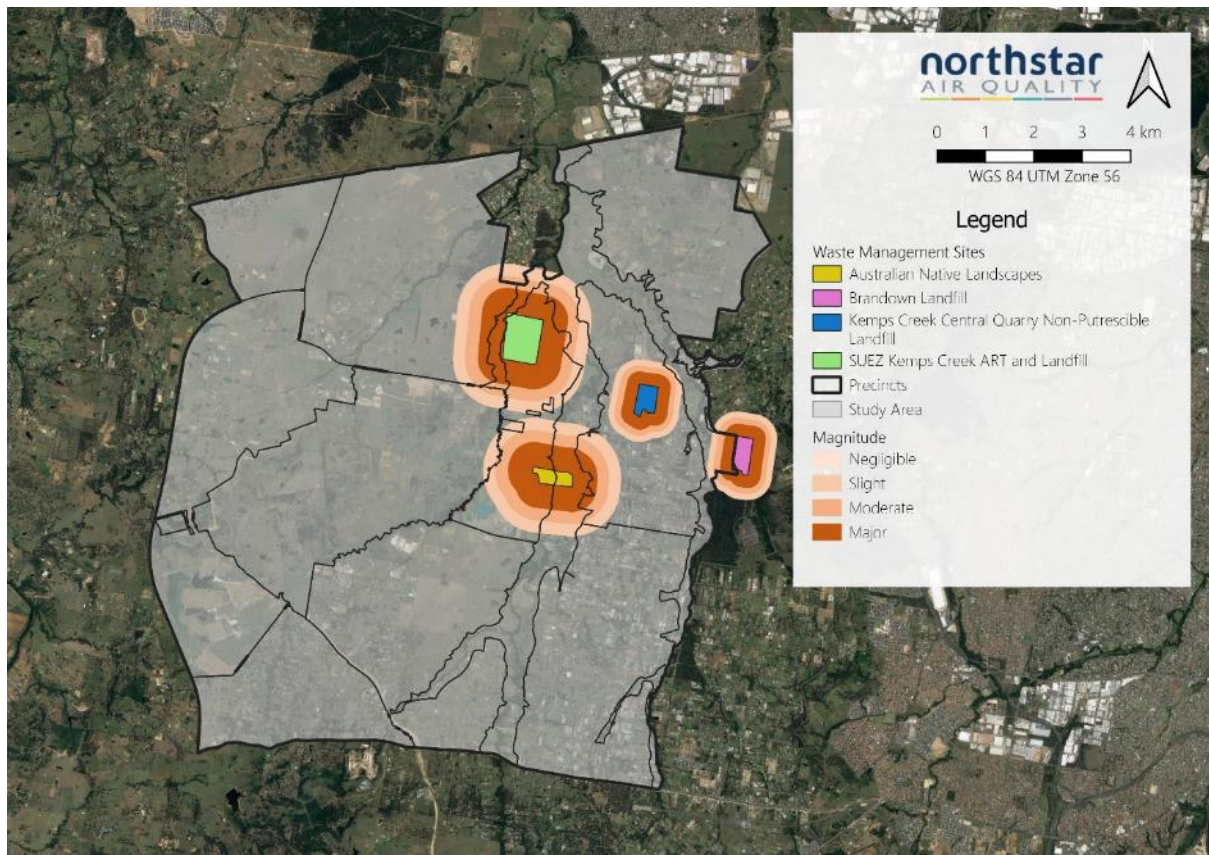 northstar
AIR QUALITY
N
0 1 2 3 4 km
WGS 84 UTM Zone 56
Legend
Waste Management Sites
Australian Native Landscapes
Brandown Landfill
Kemps Creek Central Quarry Non-Putrescible
Landfill
SUEZ Kemps Creek ART and Landfill
Precincts
Study Area
Magnitude
Negligible
Slight
Moderate
Major